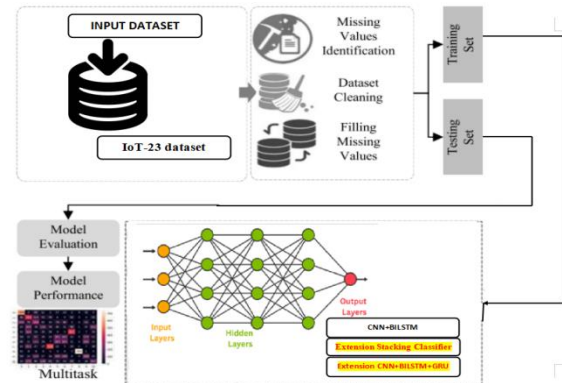 INPUT DATASET
IoT-23 dataset
Missing
Values
Identification
Dataset
Cleaning
Filling
Missing
Values
Training
Set
Testing
Set
Model
Evaluation
Model
Performance
Multitask
Input
Layers
Hidden
Layers
Output
Layers
CNN+BILSTM
Extension Stacking Classifier
Extension CNN+BILSTM+GRU